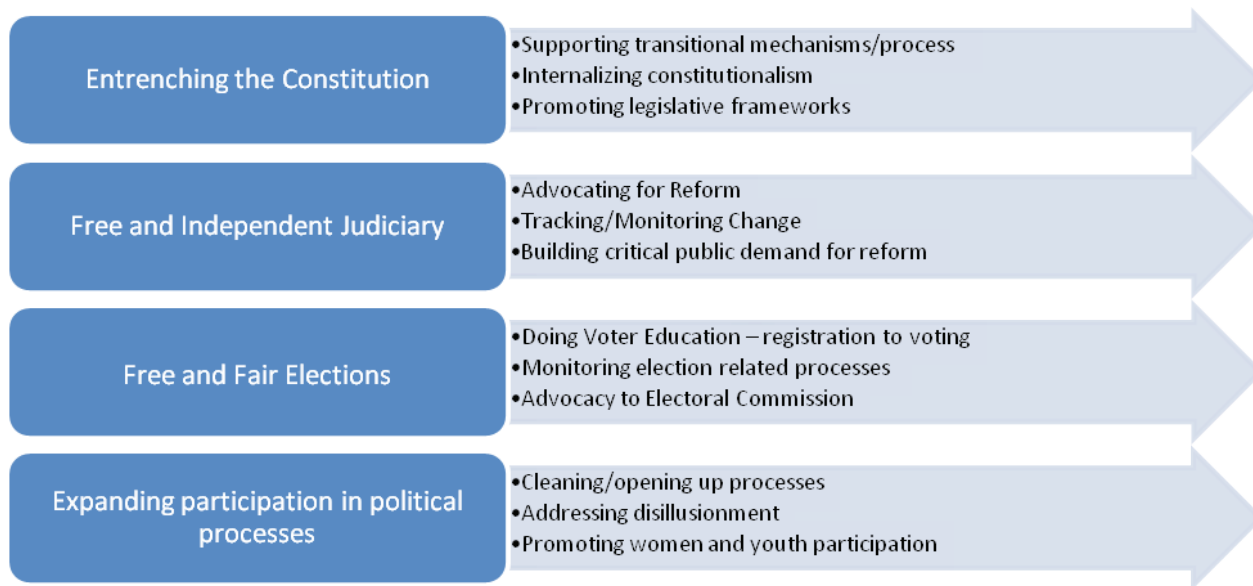 Entrenching the Constitution
•Supporting transitional mechanisms/process
•Internalizing constitutionalism
•Promoting legislative frameworks
Free and Independent Judiciary
•Advocating for Reform
•Tracking/Monitoring Change
•Building critical public demand for reform
Free and Fair Elections
•Doing Voter Education – registration to voting
•Monitoring election related processes
•Advocacy to Electoral Commission
Expanding participation in political
processes
•Cleaning/opening up processes
•Addressing disillusionment
•Promoting women and youth participation